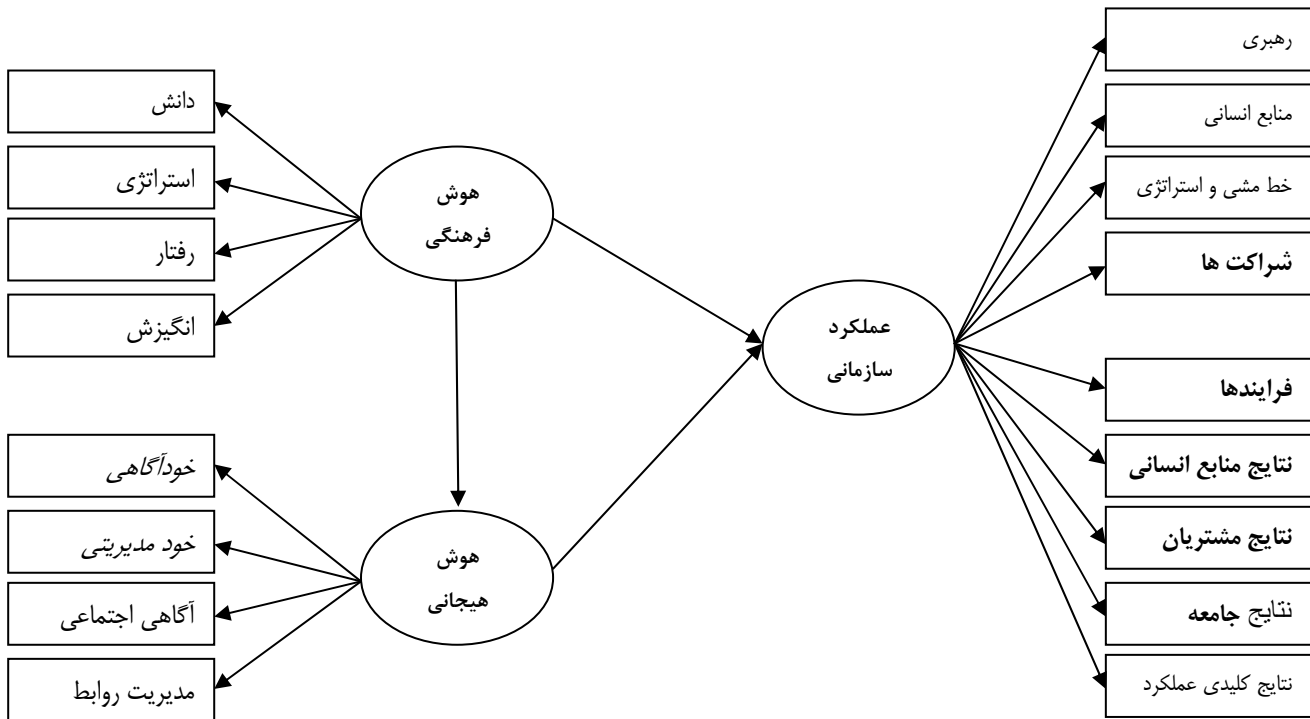 رهبری
منابع انسانی
خط مشی و استراتژی
شراکت ها
فرایندها
نتایج منابع انسانی
نتایج مشتریان
نتایج جامعه
نتایج کلیدی عملکرد
عملکرد
سازمانی
هوش
فرهنگی
هوش
هیجانی
دانش
استراتژی
رفتار
انگیزش
خودآگاهی
خود مدیریتی
آگاهی اجتماعی
مدیریت روابط